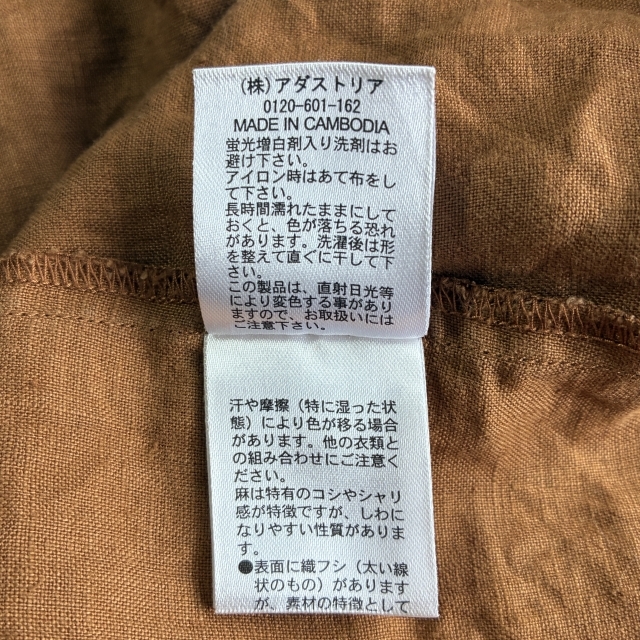 (株)アダストリア
0120-601-162
MADE IN CAMBODIA
蛍光増白剤入り洗剤はお
避け下さい。
アイロン時はあて布をし
て下さい。
長時間濡れたままにして
おくと、色が落ちる恐れ
があります。洗濯後は形
を整えて直ぐに干して下
さい。
この製品は、直射日光等
により変色する事があり
ますので、お取扱いには
ご注意下さい。
汗や摩擦（特に湿った状
態）により色が移る場合
があります。他の衣類と
の組み合わせにご注意く
ださい。
麻は特有のコシやシャリ
感が特徴ですが、しわに
なりやすい性質がありま
す。
●表面に織フシ（太い線
状のもの）があります
が、素材の特徴として